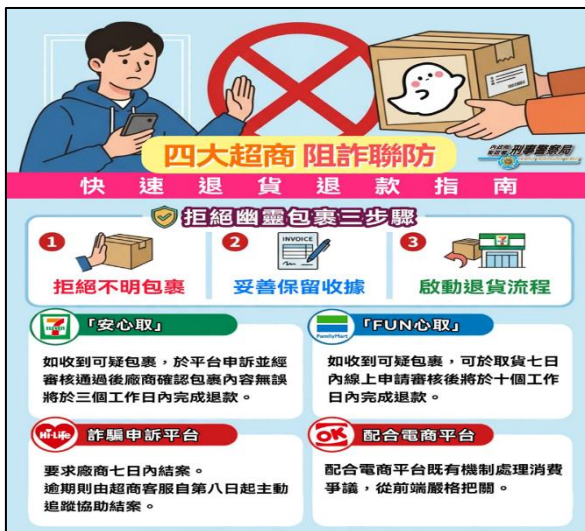 四大超商 阻詐聯防
內政部
警政署
刑事警察局
快速退貨退款指南
拒絕幽靈包裹三步驟
1
INVOICE
2
3
拒絕不明包裹
妥善保留收據
啟動退貨流程
7
ELEVEN
「安心取」
如收到可疑包裹，於平台申訴並經
審核通過後廠商確認包裹內容無誤
將於三個工作日內完成退款。
FamilyMart
「FUN心取」
如收到可疑包裹，可於取貨七日
內線上申請審核後將於十個工作
日內完成退款。
Hi-Life
詐騙申訴平台
要求廠商七日內結案。
逾期則由超商客服自第八日起主動
追蹤協助結案。
OK
配合電商平台
配合電商平台既有機制處理消費
爭議，從前端嚴格把關。